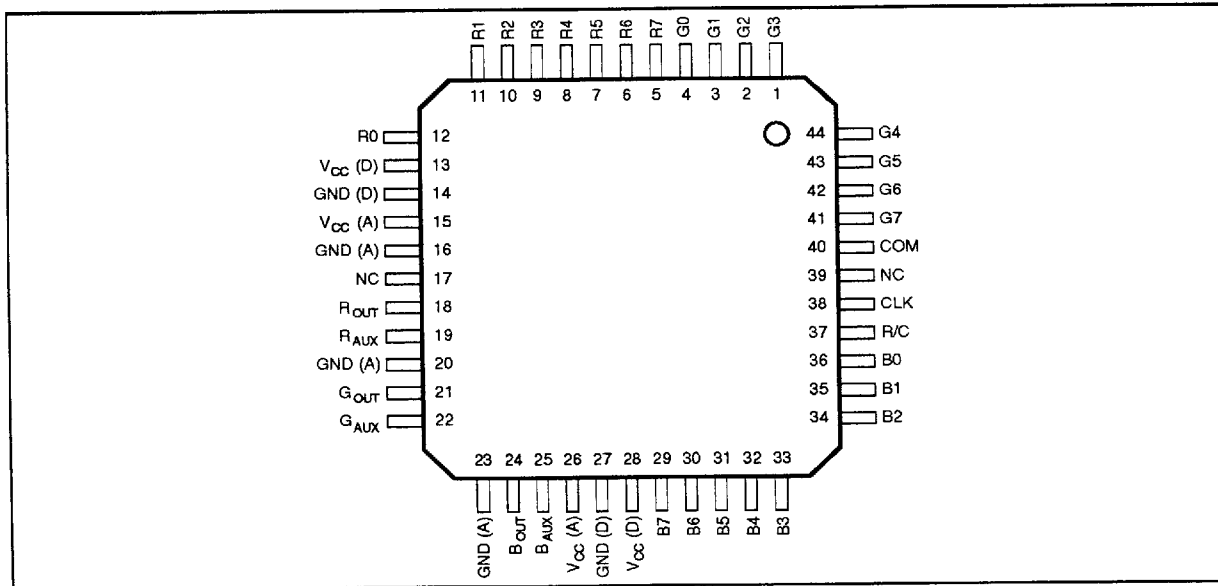 R1 R2 R3 R4 R5 R6 R7 G0 G1 G2 G3
11 10 9 8 7 6 5 4 3 2 1
R0 12 44 G4
VCC (D) 13 43 G5
GND (D) 14 42 G6
VCC (A) 15 41 G7
GND (A) 16 40 COM
NC 17 39 NC
ROUT 18 38 CLK
RAUX 19 37 R/C
GND (A) 20 36 B0
GOUT 21 35 B1
GAUX 22 34 B2
23 24 25 26 27 28 29 30 31 32 33
GND (A) BOUT BAUX VCC (A) GND (D) VCC (D) B7 B6 B5 B4 B3